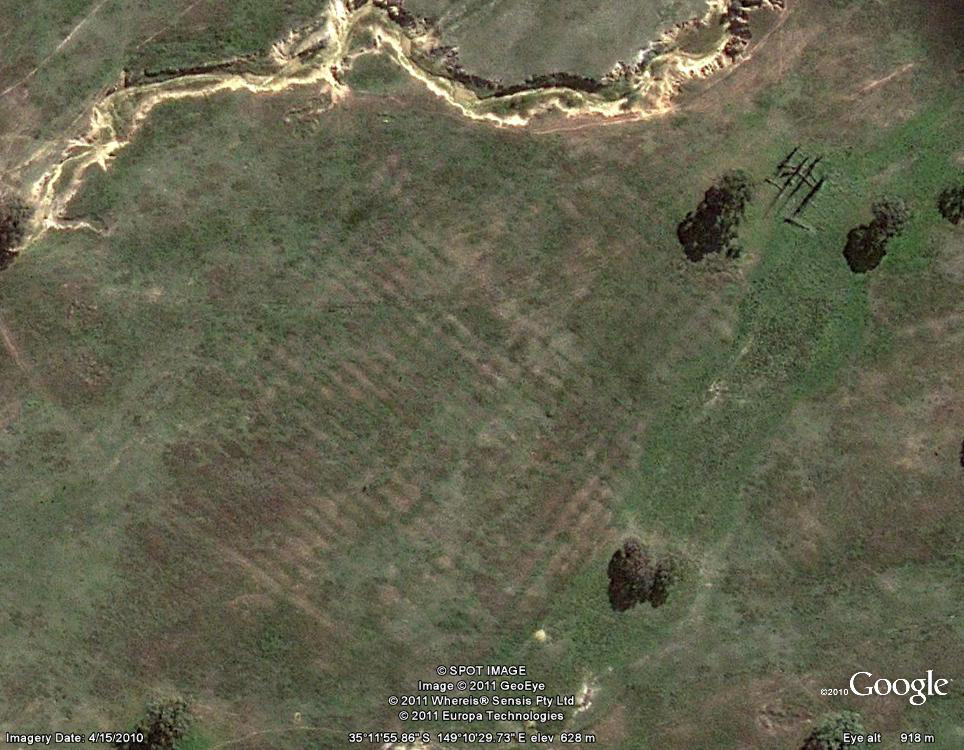 © SPOT IMAGE
Image © 2011 GeoEye
© 2011 Whereis® Sensis Pty Ltd
© 2011 Europa Technologies
©2010 Google
Imagery Date: 4/15/2010
35°11'55.86" S 149°10'29.73" E elev 628 m
Eye alt 918 m